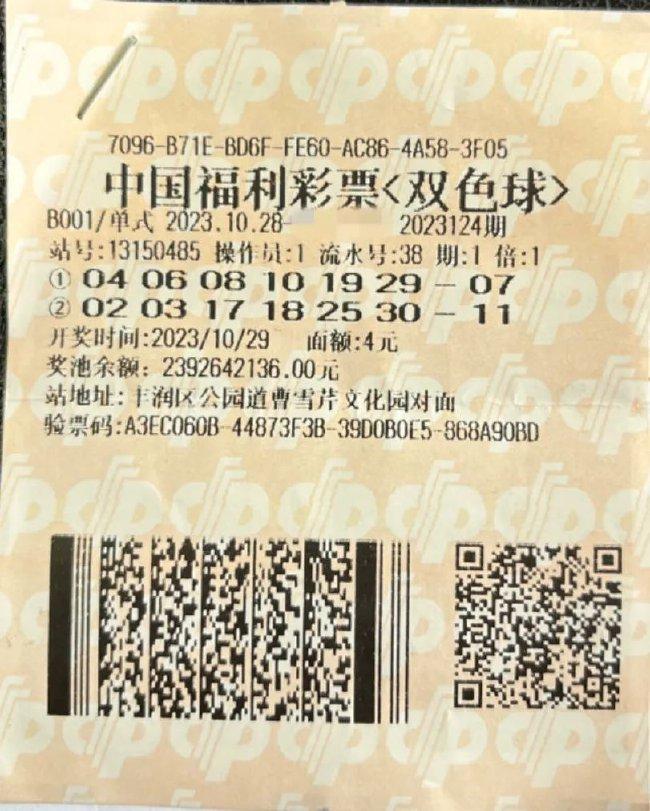 7096-B71E-BD6F-FE60-AC86-4A58-3F05
中国福利彩票<双色球>
B001/单式 2023.10.28- 2023124期
站号:13150485 操作员:1 流水号:38 期:1 倍:1
① 04 06 08 10 19 29 - 07
② 02 03 17 18 25 30 - 11
开奖时间:2023/10/29 面额:4元
奖池余额: 2392642136.00元
站地址:丰润区公园道曹雪芹文化园对面
验票码:A3EC060B-44873F3B-39D0B0E5-868A90BD